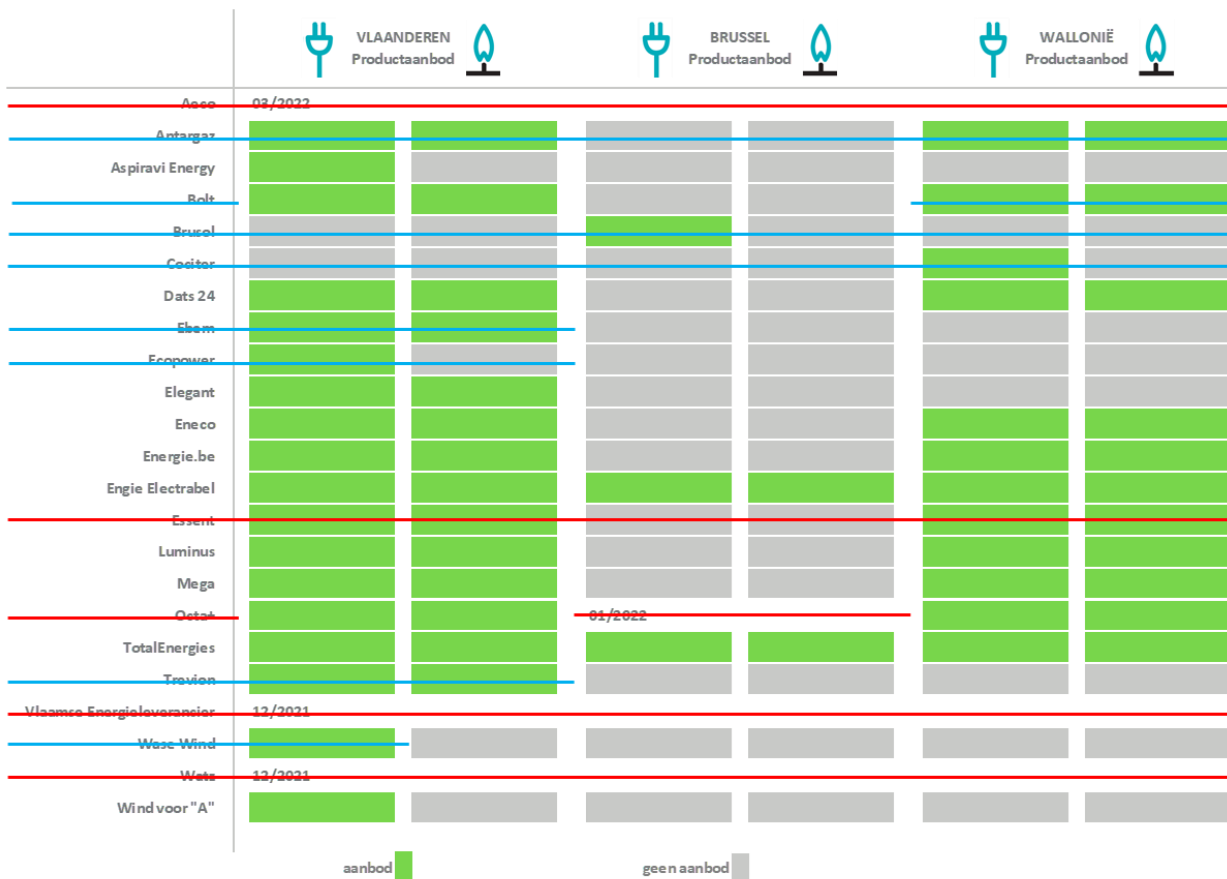 VLAANDEREN
Productaanbod
BRUSSEL
Productaanbod
WALLONIË
Productaanbod
03/2022
Antargaz
Aspiravi Energy
Bolt
Brusol
Cociter
Dats 24
Ebem
Ecopower
Elegant
Eneco
Energie.be
Engie Electrabel
Essent
Luminus
Mega
Octa+ 01/2022
TotalEnergies
Trevion
Vlaamse Energieleverancier 12/2021
Wase Wind
Watz 12/2021
Wind voor "A"
aanbod
geen aanbod